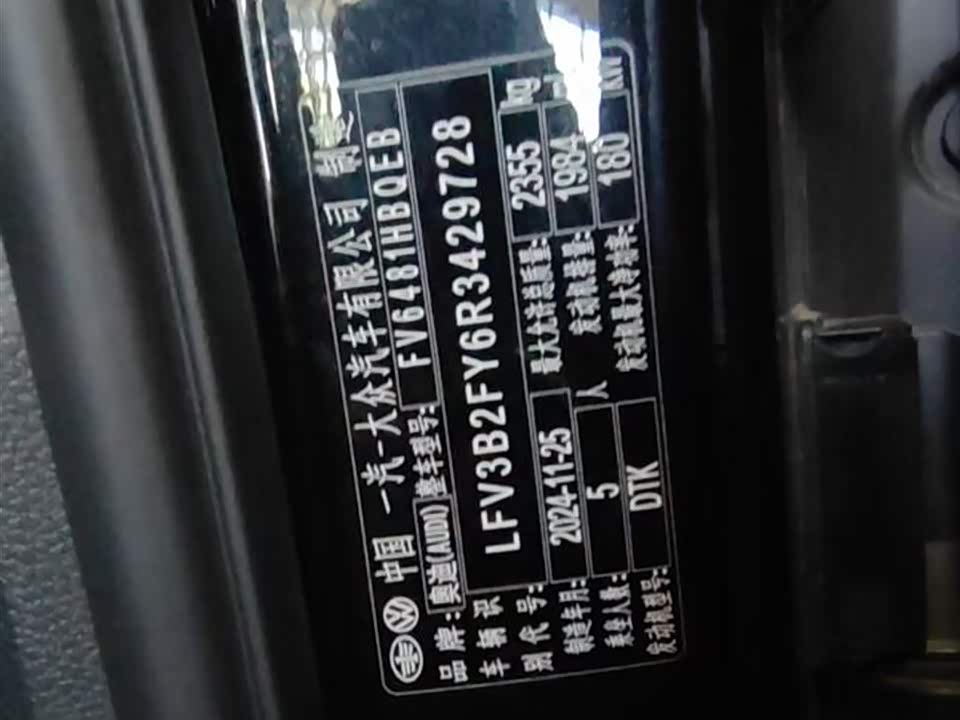 中国 一汽-大众汽车有限公司 制造
品牌: 奥迪(AUDI) 整车型号: FV6481HBQEB
车辆识别代号: LFV3B2FY6R3429728
制造年月: 2024-11-25 最大允许总质量: 2355 kg
乘坐人数: 5 人 发动机排量: 1984 mL
发动机型号: DTK 发动机最大净功率: 180 kW